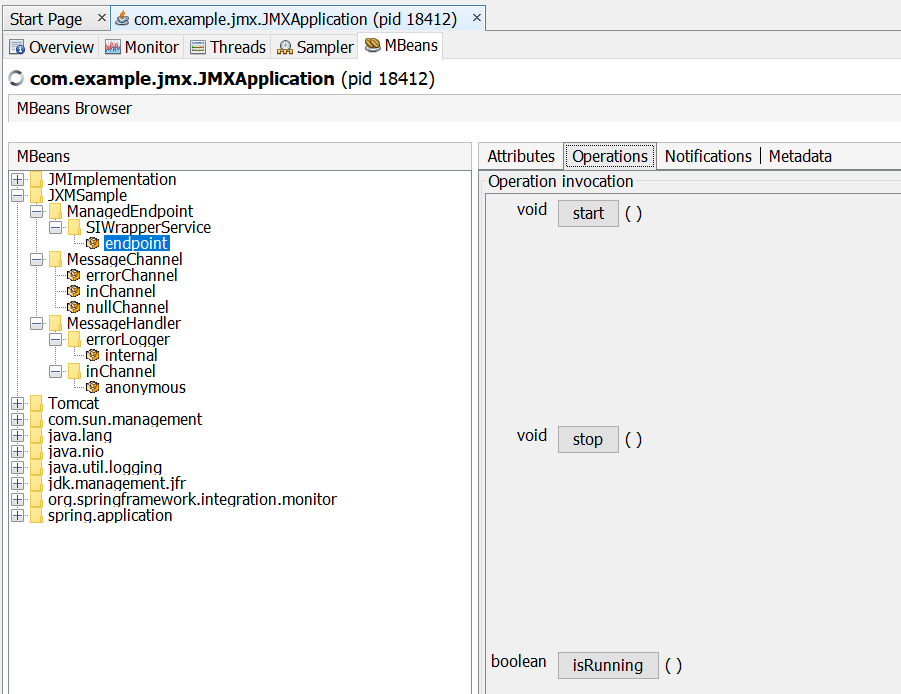 Start Page × com.example.jmx.JMXApplication (pid 18412) ×
Overview Monitor Threads Sampler MBeans
com.example.jmx.JMXApplication (pid 18412)
MBeans Browser
MBeans
JMImplementation
JXMSample
ManagedEndpoint
SIWrapperService
endpoint
MessageChannel
errorChannel
inChannel
nullChannel
MessageHandler
errorLogger
internal
inChannel
anonymous
Tomcat
com.sun.management
java.lang
java.nio
java.util.logging
jdk.management.jfr
org.springframework.integration.monitor
spring.application
Attributes Operations Notifications Metadata
Operation invocation
void start ( )
void stop ( )
boolean isRunning ( )